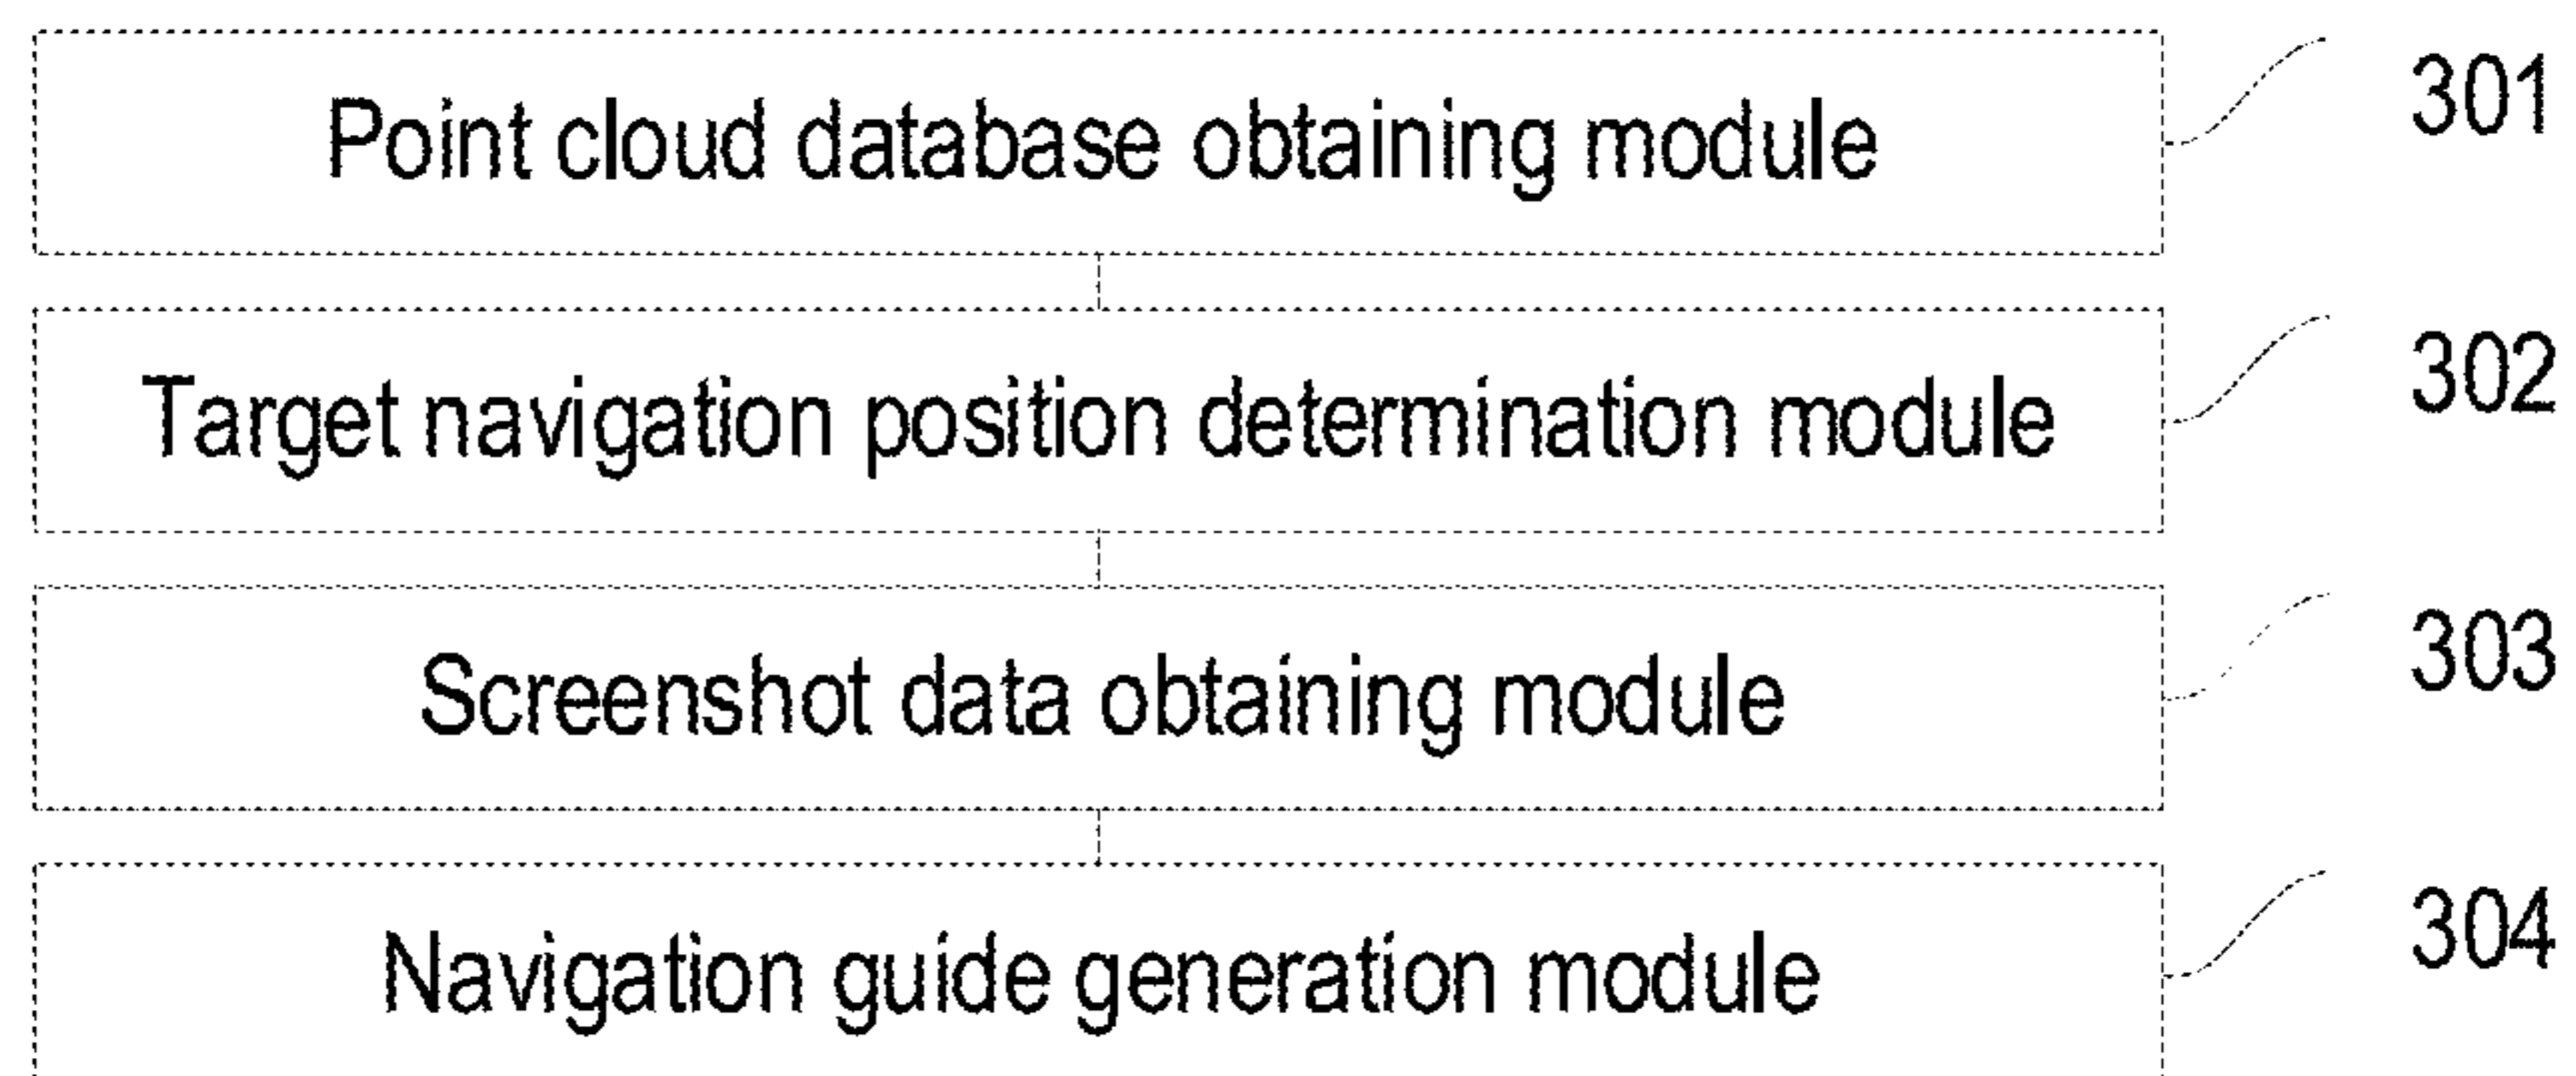 Point cloud database obtaining module 301
Target navigation position determination module 302
Screenshot data obtaining module 303
Navigation guide generation module 304